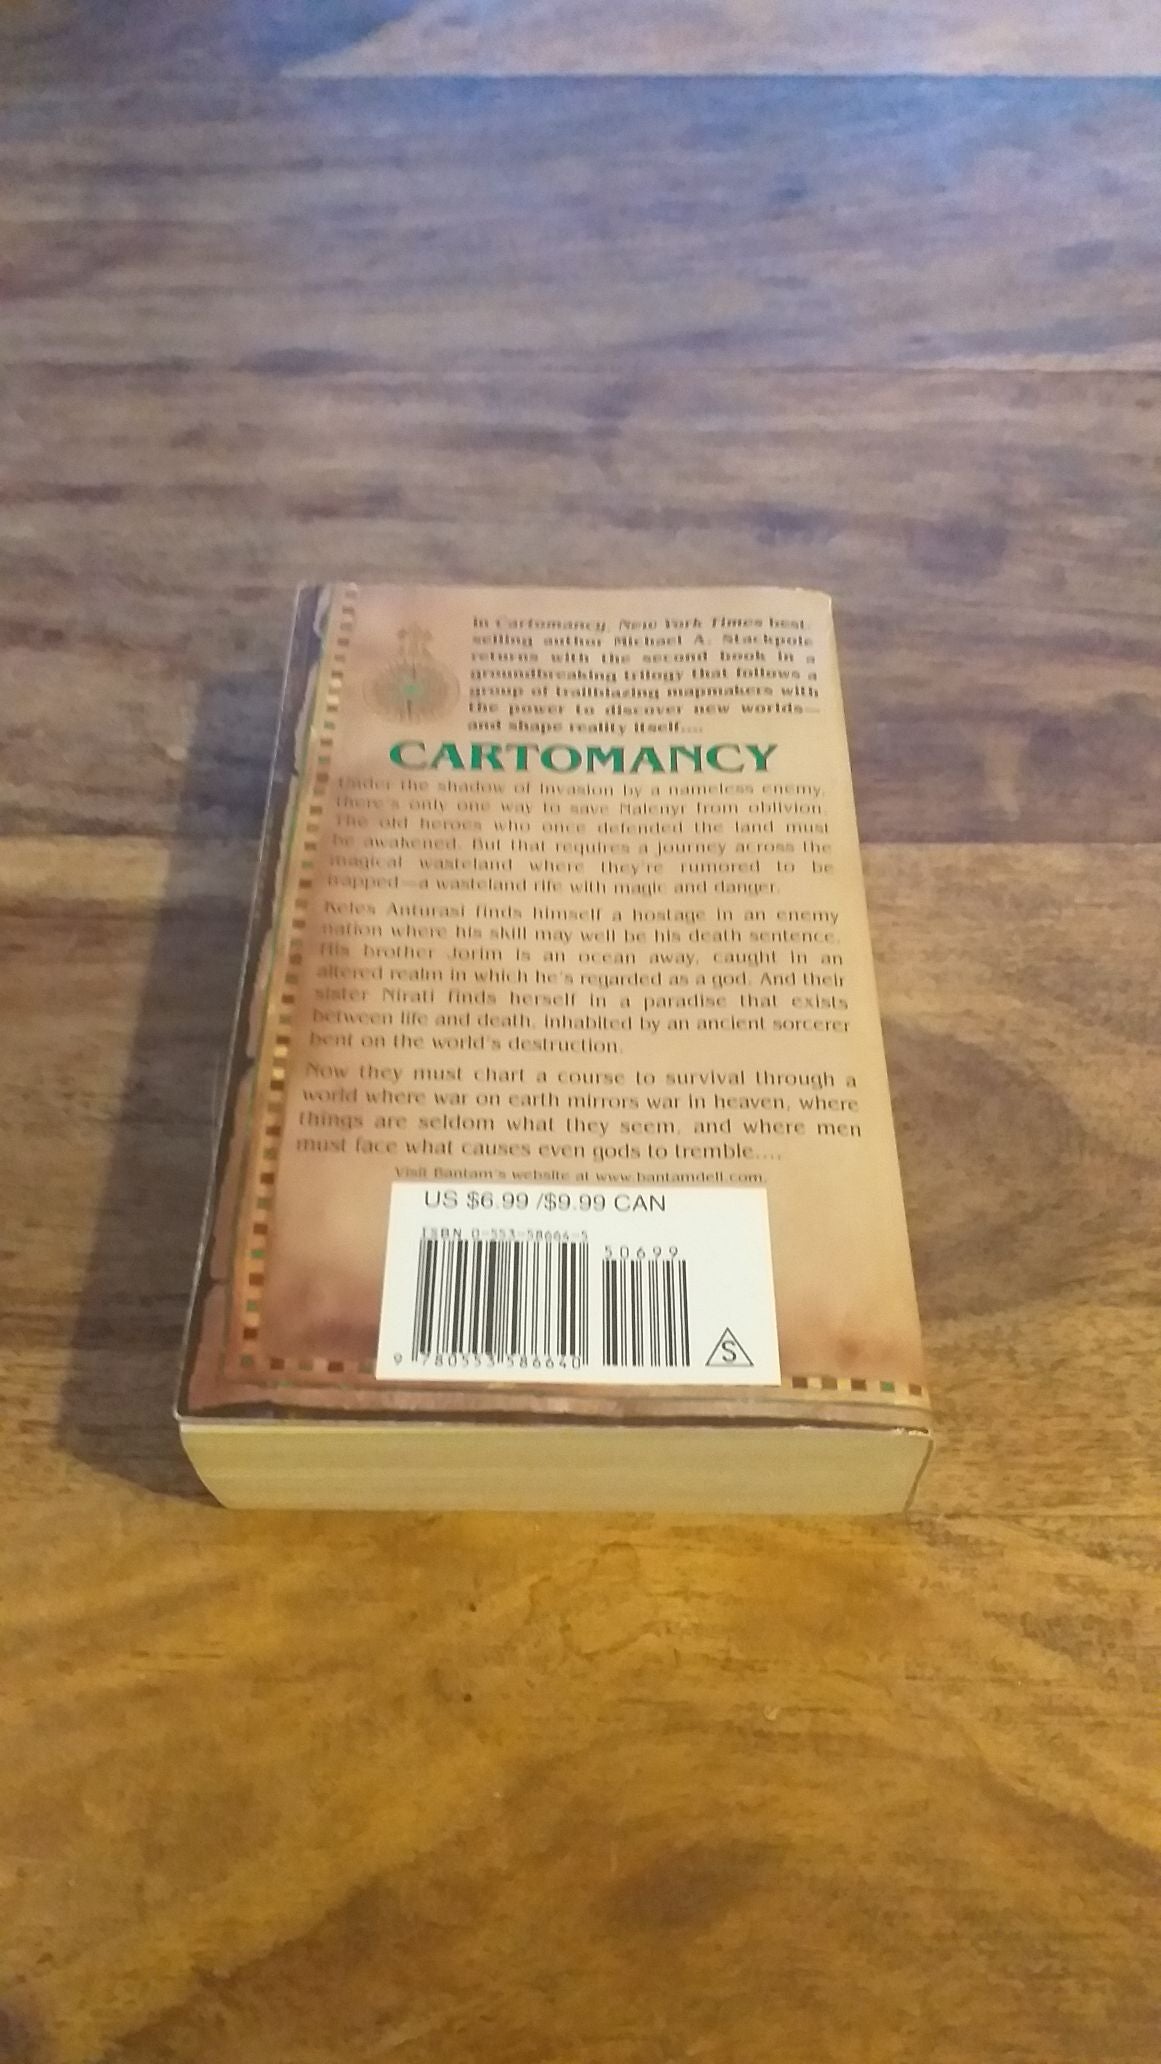 In Cartomancy, New York Times best-
selling author Michael A. Stackpole
returns with the second book in a
groundbreaking trilogy that follows a
group of trailblazing mapmakers with
the power to discover new worlds—
and shape reality itself....
CARTOMANCY
Under the shadow of invasion by a nameless enemy,
there's only one way to save Nalenyr from oblivion.
The old heroes who once defended the land must
be awakened. But that requires a journey across the
magical wasteland where they're rumored to be
trapped—a wasteland rife with magic and danger.
Keles Anturasi finds himself a hostage in an enemy
nation where his skill may well be his death sentence.
His brother Jorim is an ocean away, caught in an
altered realm in which he's regarded as a god. And their
sister Nirati finds herself in a paradise that exists
between life and death, inhabited by an ancient sorcerer
bent on the world's destruction.
Now they must chart a course to survival through a
world where war on earth mirrors war in heaven, where
things are seldom what they seem, and where men
must face what causes even gods to tremble....
Visit Bantam's website at www.bantamdell.com.
US $6.99 /$9.99 CAN
ISBN 0-553-58664-5
50699
9 780553 586640
S